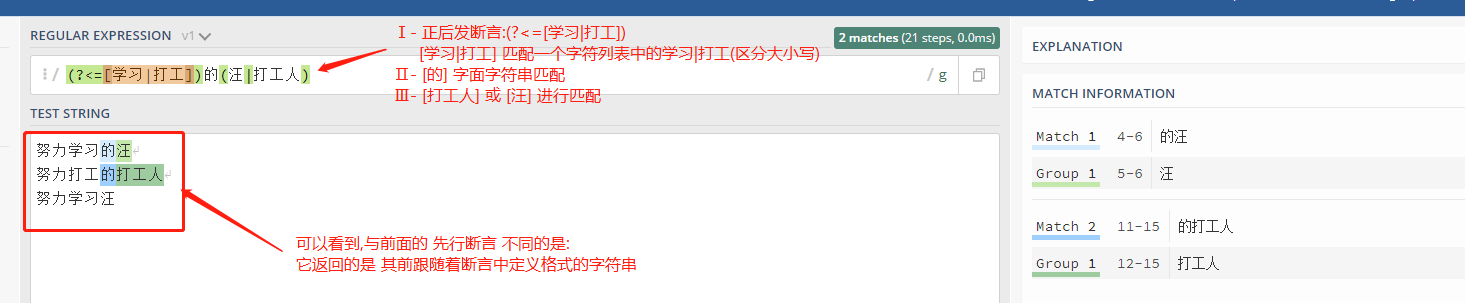 REGULAR EXPRESSION v1
Ⅰ- 正后发断言:(?<=[学习|打工])
2 matches (21 steps, 0.0ms)
[学习|打工] 匹配一个字符列表中的学习|打工(区分大小写)
/ (?<=[学习|打工])的(汪|打工人) / g
Ⅱ- [的] 字面字符串匹配
Ⅲ- [打工人] 或 [汪] 进行匹配
TEST STRING
努力学习的汪
努力打工的打工人
努力学习汪
可以看到,与前面的 先行断言 不同的是:
它返回的是 其前跟随着断言中定义格式的字符串
EXPLANATION
MATCH INFORMATION
Match 1 4-6 的汪
Group 1 5-6 汪
Match 2 11-15 的打工人
Group 1 12-15 打工人